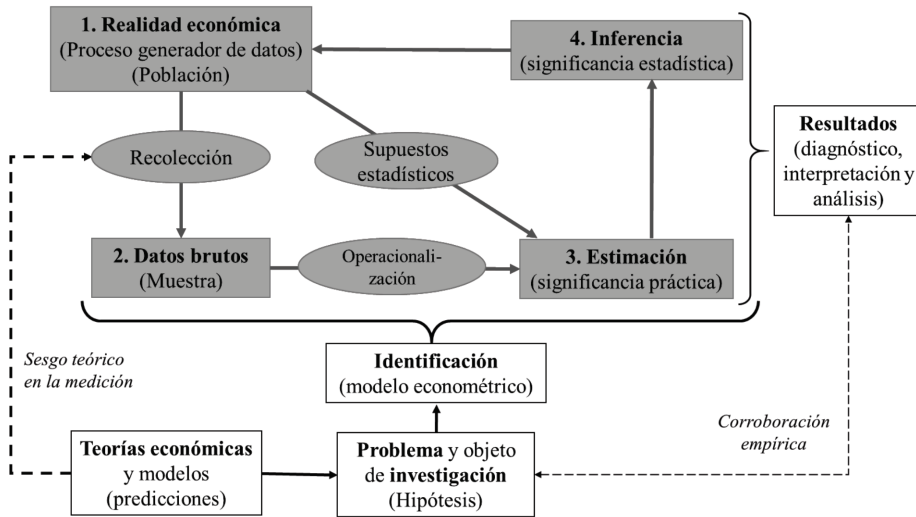 1. Realidad económica
(Proceso generador de datos)
(Población)
4. Inferencia
(significancia estadística)
Resultados
(diagnóstico,
interpretación y
análisis)
Recolección
Supuestos
estadísticos
2. Datos brutos
(Muestra)
Operacionali-
zación
3. Estimación
(significancia práctica)
Sesgo teórico
en la medición
Identificación
(modelo econométrico)
Corroboración
empírica
Teorías económicas
y modelos
(predicciones)
Problema y objeto
de investigación
(Hipótesis)